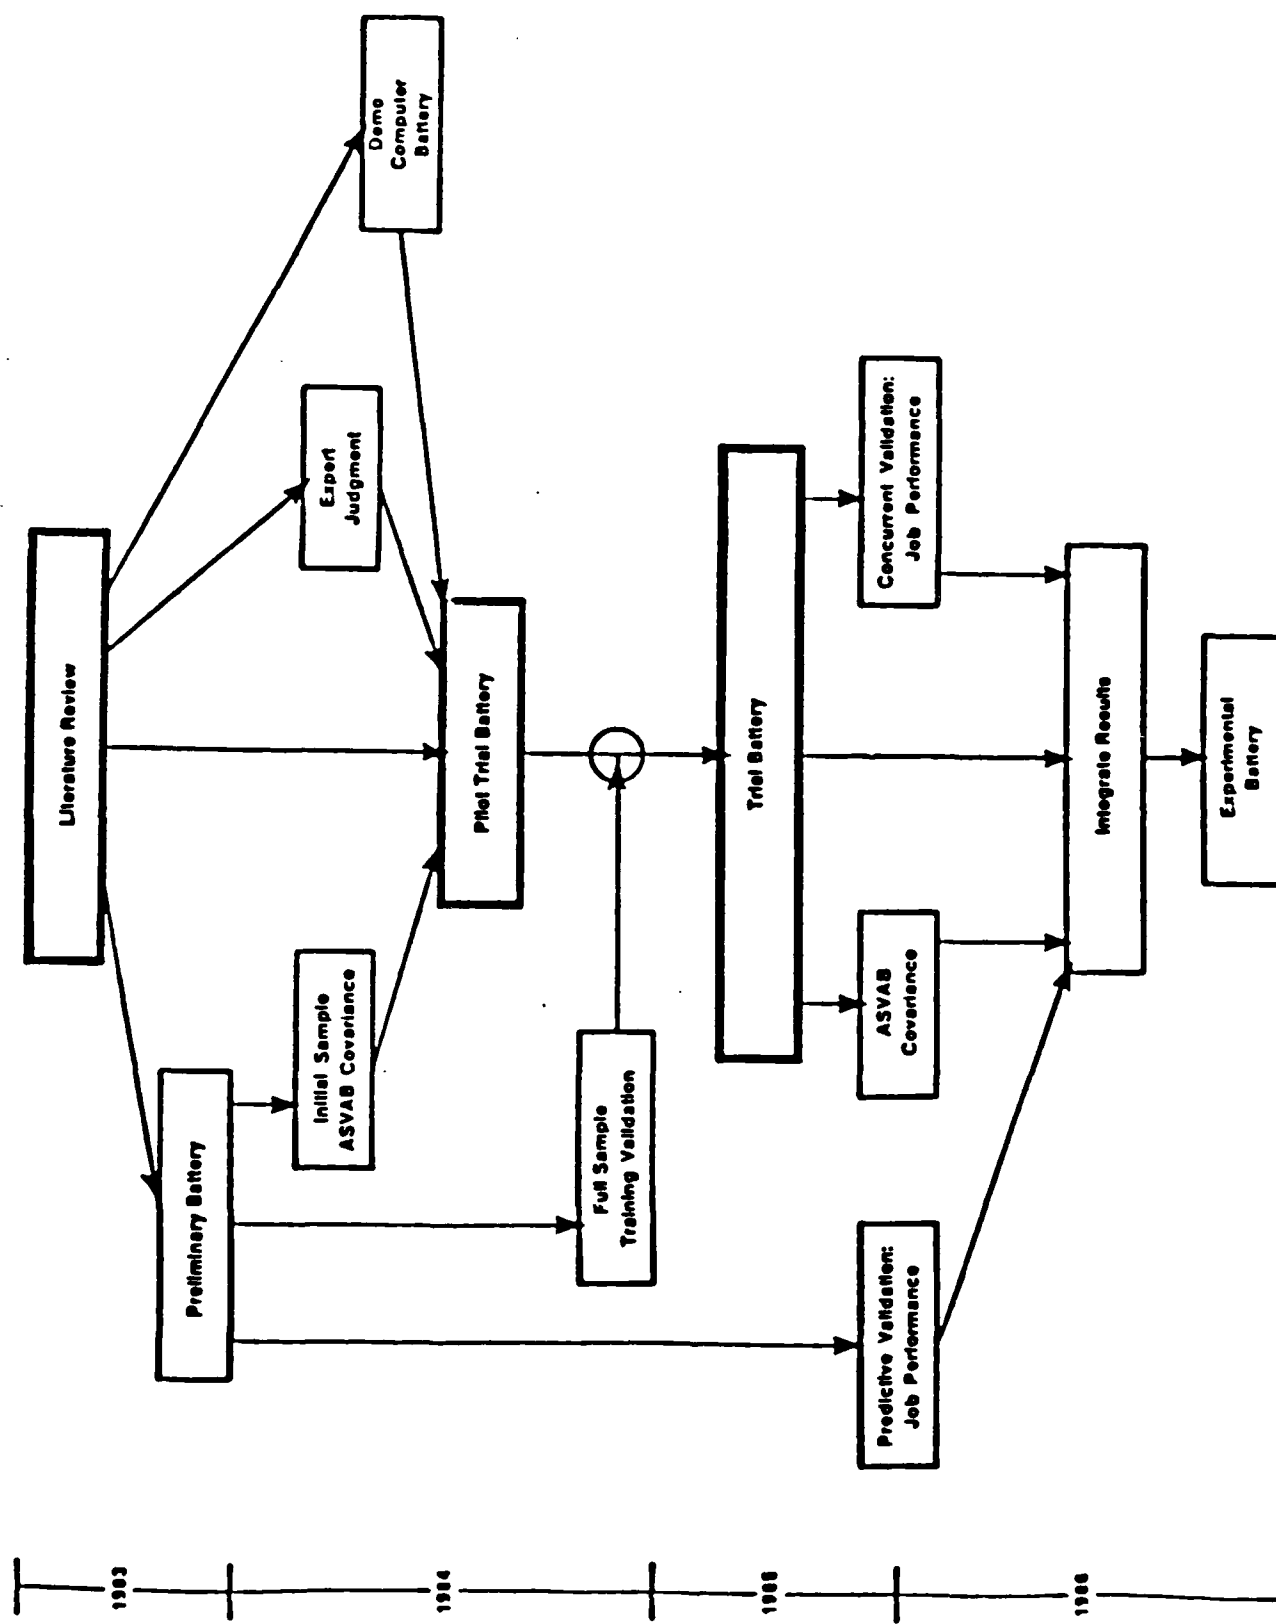 Literature Review
Preliminary Battery
Initial Sample
ASVAB Covariance
Expert
Judgment
Demo
Computer
Battery
Pilot Trial Battery
Full Sample
Training Validation
Trial Battery
Predictive Validation:
Job Performance
ASVAB
Covariance
Concurrent Validation:
Job Performance
Integrate Results
Experimental
Battery
1983
1984
1985
1986